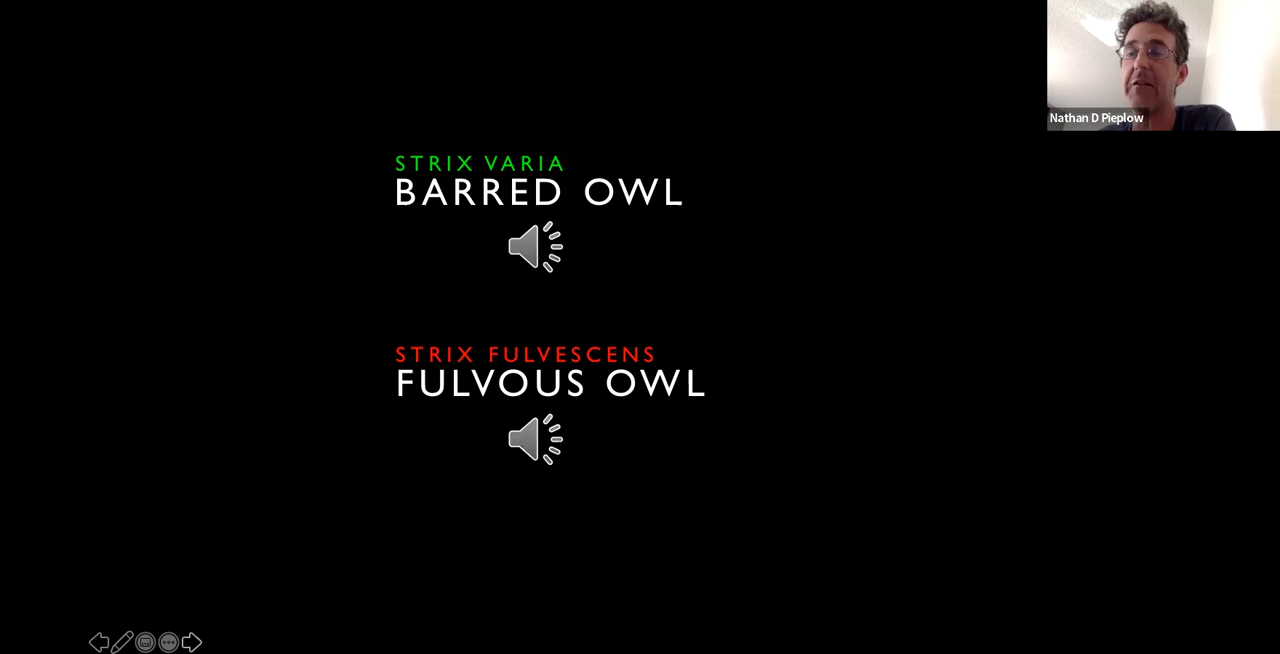 Nathan D Pieplow
STRIX VARIA
BARRED OWL
STRIX FULVESCENS
FULVOUS OWL